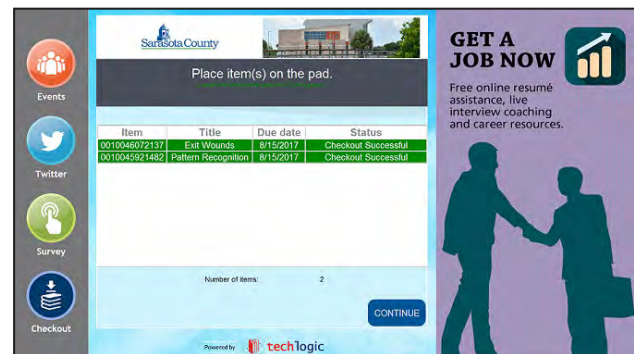 Events
Twitter
Survey
Checkout
Sarasota County
Place item(s) on the pad.
Item Title Due date Status
0010046072137 Exit Wounds 8/15/2017 Checkout Successful
0010045921482 Pattern Recognition 8/15/2017 Checkout Successful
Number of items: 2
CONTINUE
Powered by techlogic
GET A
JOB NOW
Free online resumé
assistance, live
interview coaching
and career resources.